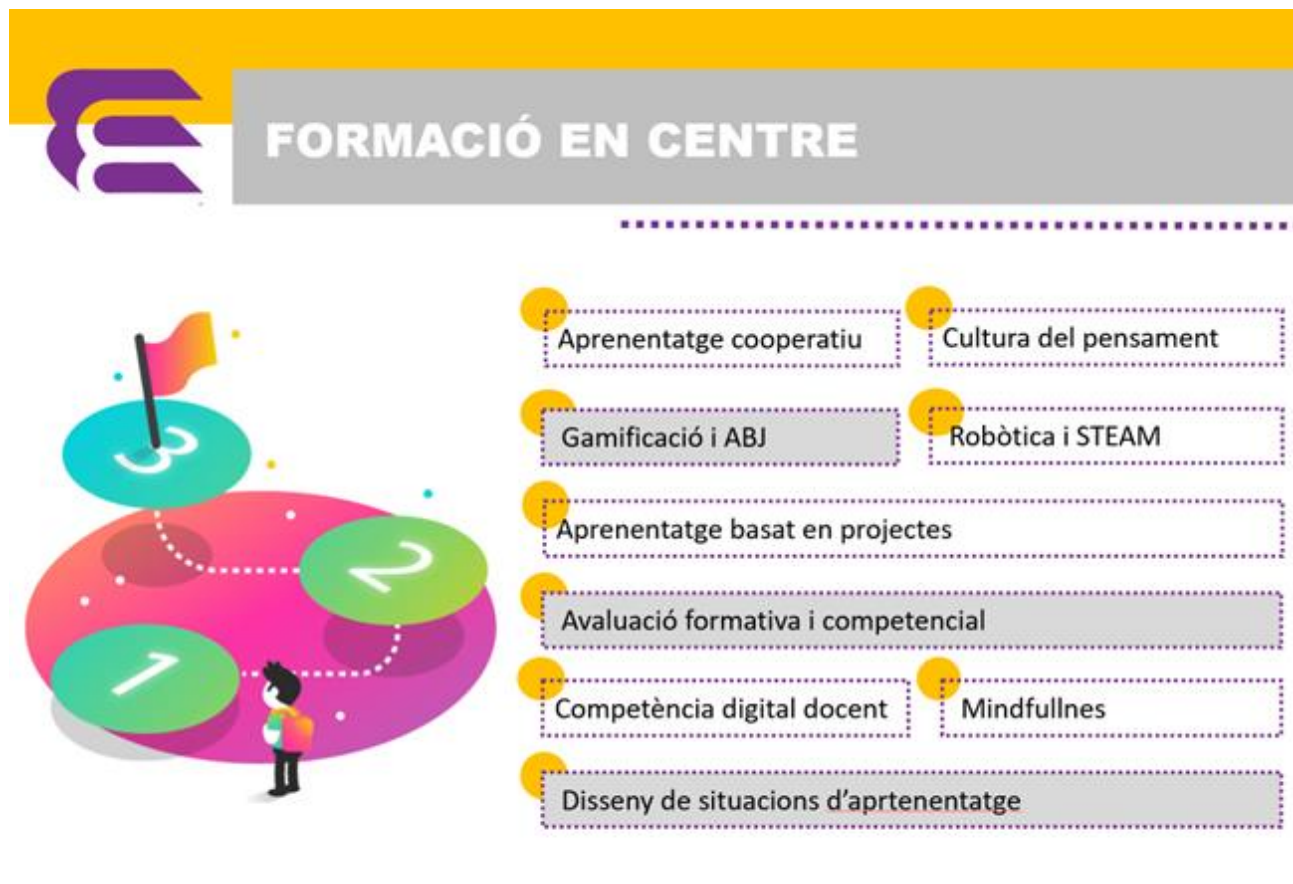 FORMACIÓ EN CENTRE
Aprenentatge cooperatiu
Cultura del pensament
Gamificació i ABJ
Robòtica i STEAM
Aprenentatge basat en projectes
Avaluació formativa i competencial
Competència digital docent
Mindfullnes
Disseny de situacions d’aprtenentatge
3
2
1